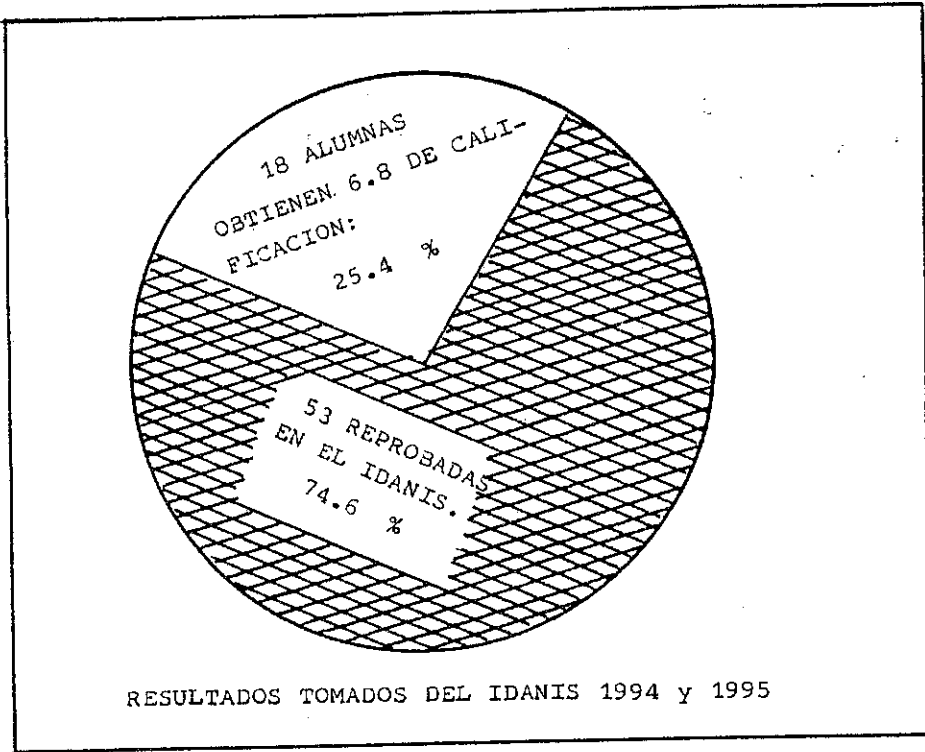 18 ALUMNAS
OBTIENEN 6.8 DE CALI-
FICACION:
25.4 %
53 REPROBADAS
EN EL IDANIS.
74.6 %
RESULTADOS TOMADOS DEL IDANIS 1994 y 1995